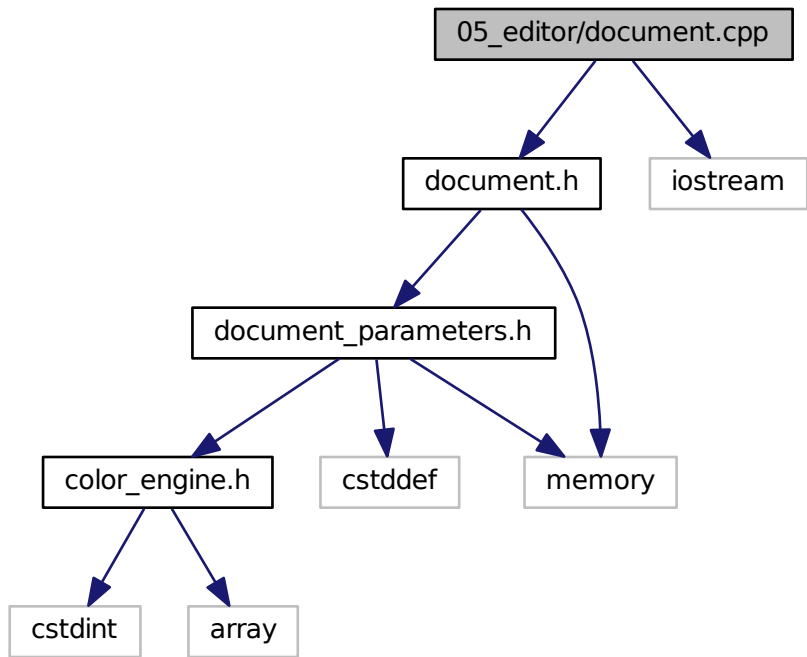 05_editor/document.cpp
document.h
iostream
document_parameters.h
color_engine.h
cstddef
memory
cstdint
array